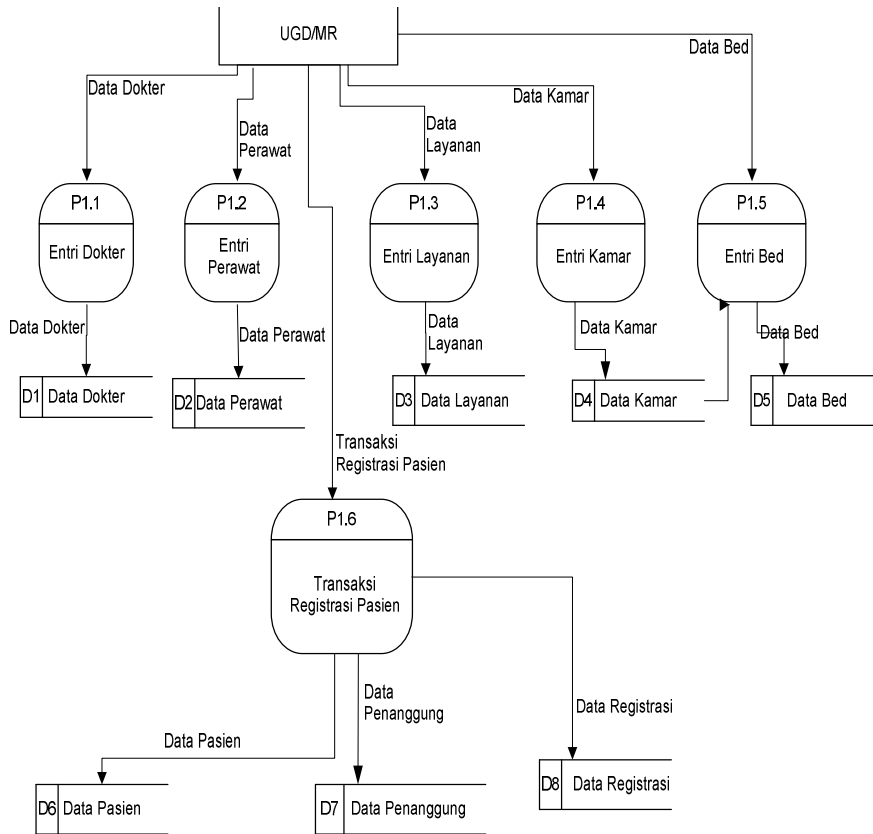 UGD/MR
Data Bed
Data Dokter
Data Kamar
Data
Perawat
Data
Layanan
P1.1
P1.2
P1.3
P1.4
P1.5
Entri Dokter
Entri
Perawat
Entri Layanan
Entri Kamar
Entri Bed
Data Dokter
Data Perawat
Data
Layanan
Data Kamar
Data Bed
D1 Data Dokter
D2 Data Perawat
D3 Data Layanan
D4 Data Kamar
D5 Data Bed
Transaksi
Registrasi Pasien
P1.6
Transaksi
Registrasi Pasien
Data
Penanggung
Data Registrasi
Data Pasien
D6 Data Pasien
D7 Data Penanggung
D8 Data Registrasi